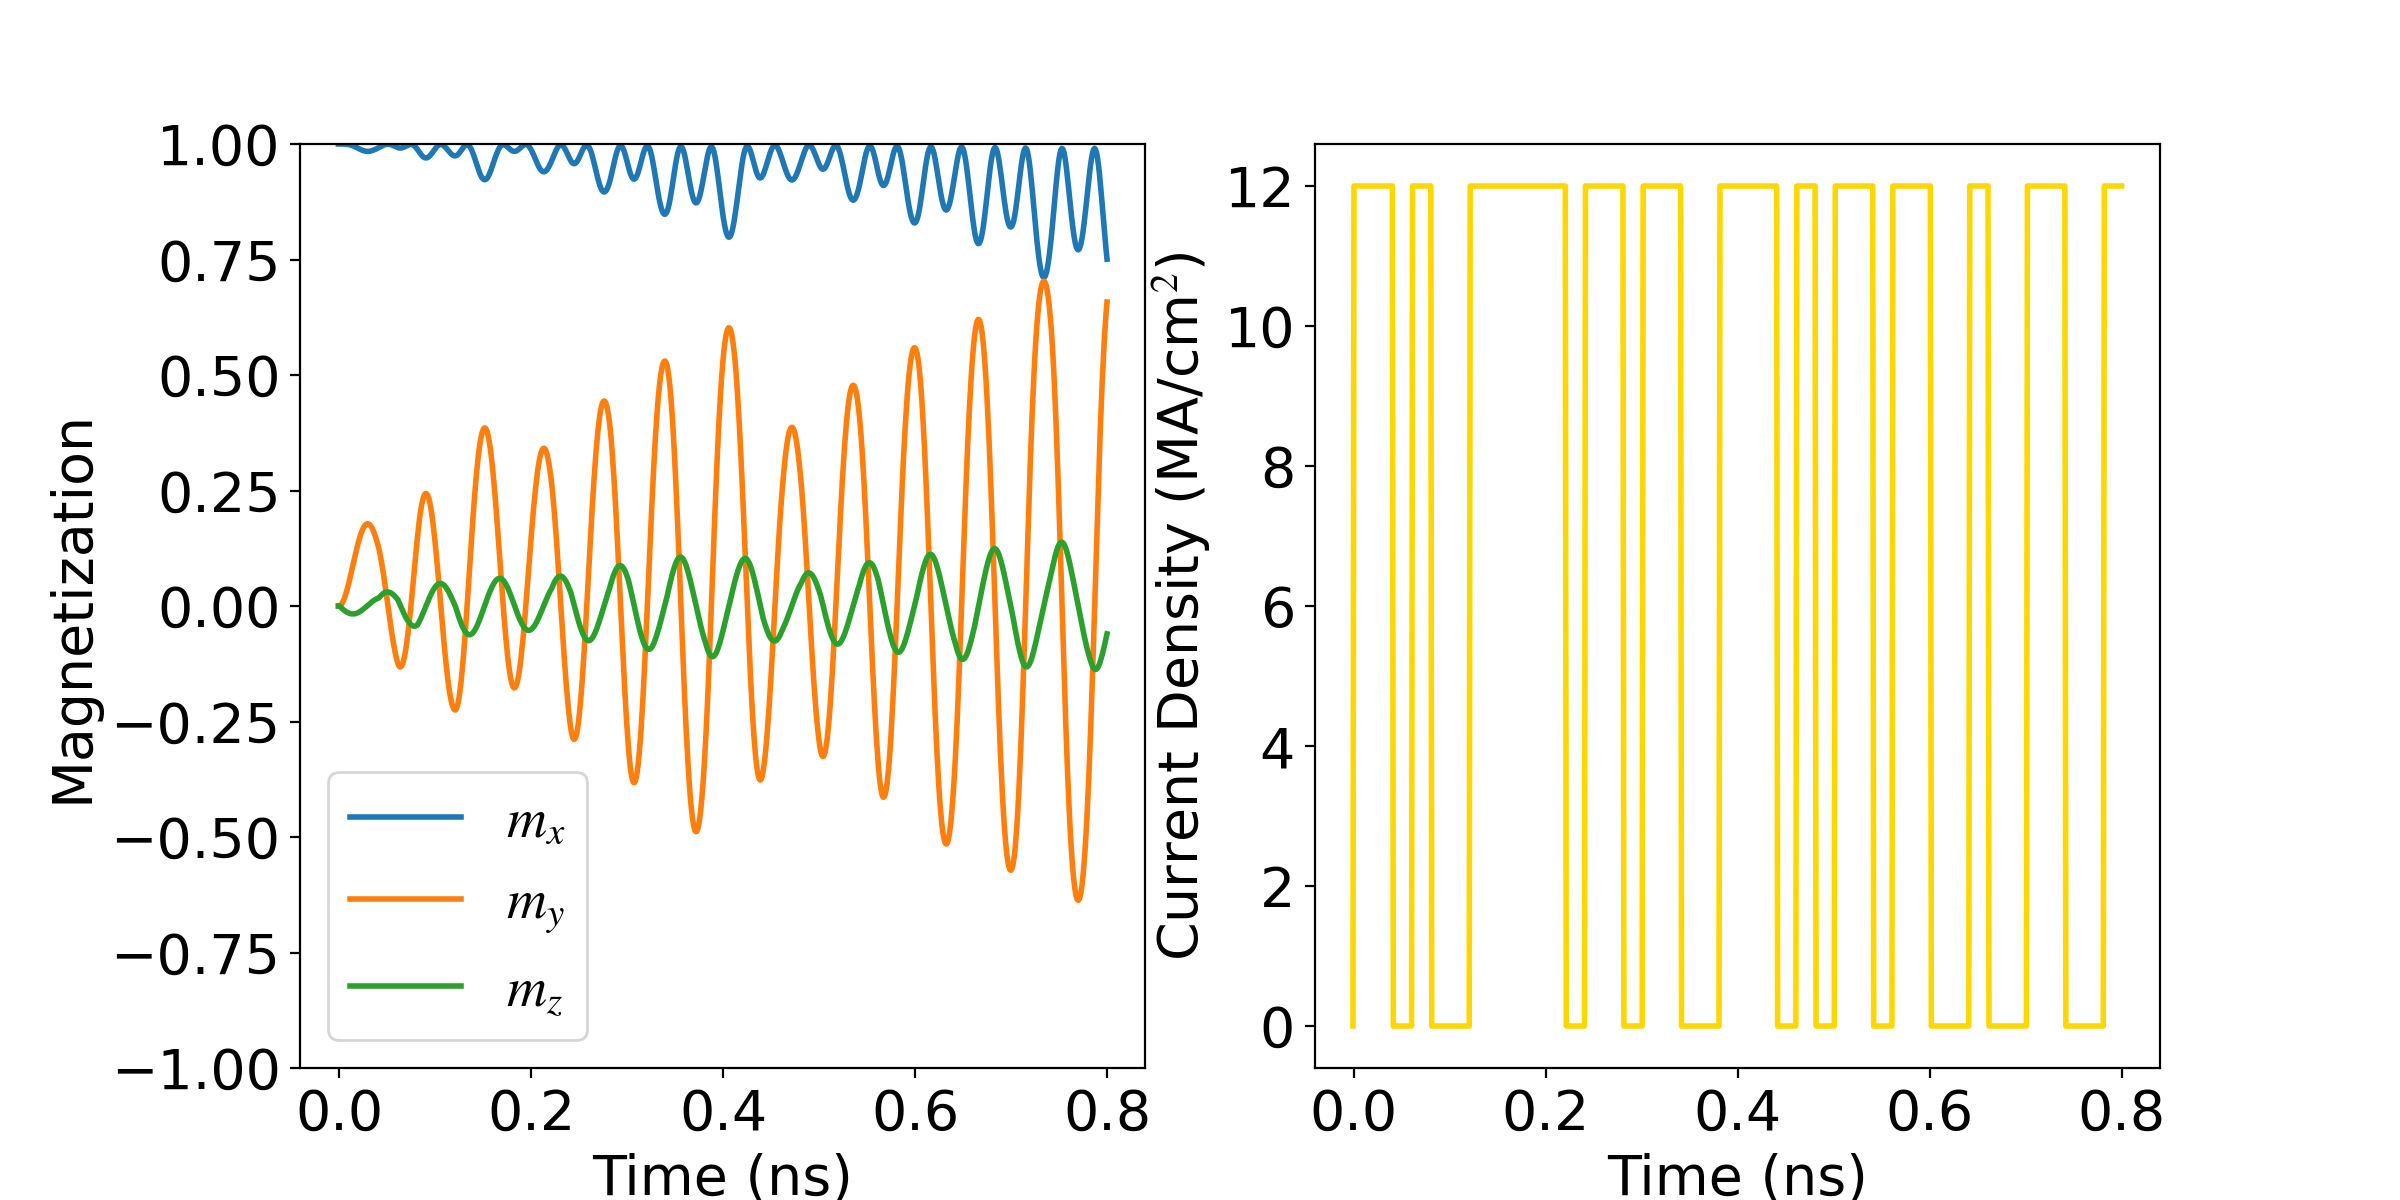 1.00
0.75
0.50
0.25
0.00
−0.25
−0.50
−0.75
−1.00
Magnetization
m_x
m_y
m_z
0.0 0.2 0.4 0.6 0.8
Time (ns)
12
10
8
6
4
2
0
Current Density (MA/cm²)
0.0 0.2 0.4 0.6 0.8
Time (ns)